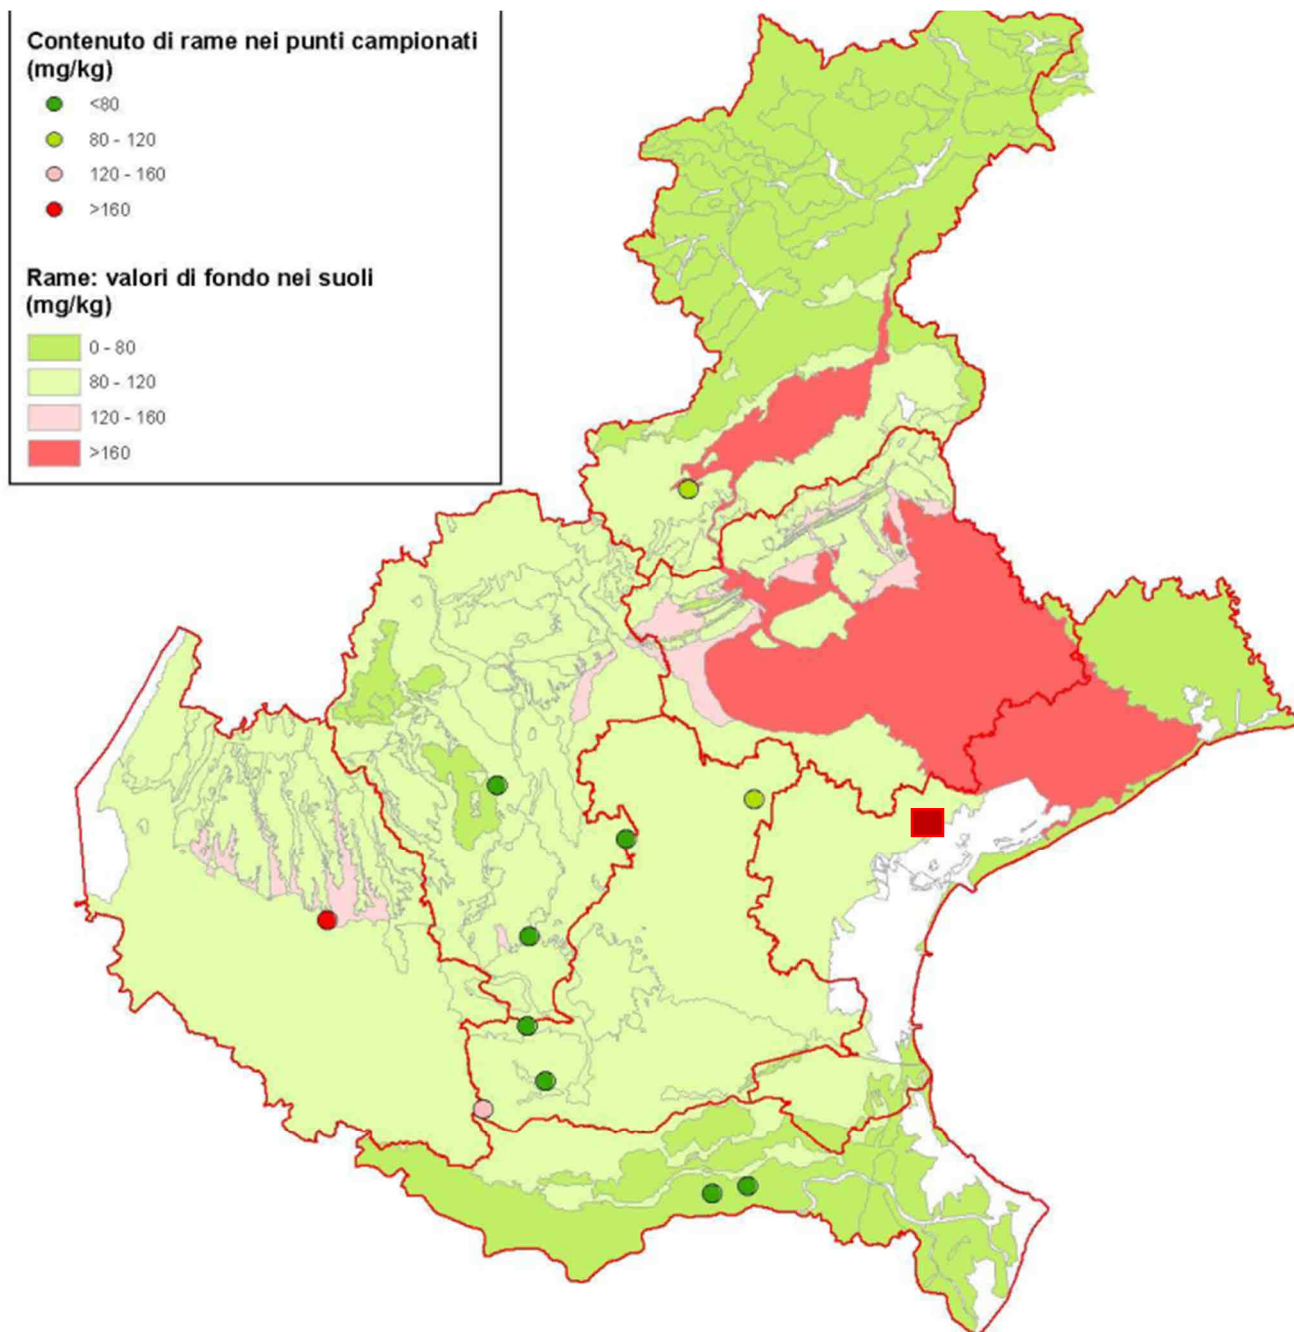 Contenuto di rame nei punti campionati
(mg/kg)
<80
80 - 120
120 - 160
>160
Rame: valori di fondo nei suoli
(mg/kg)
0 - 80
80 - 120
120 - 160
>160